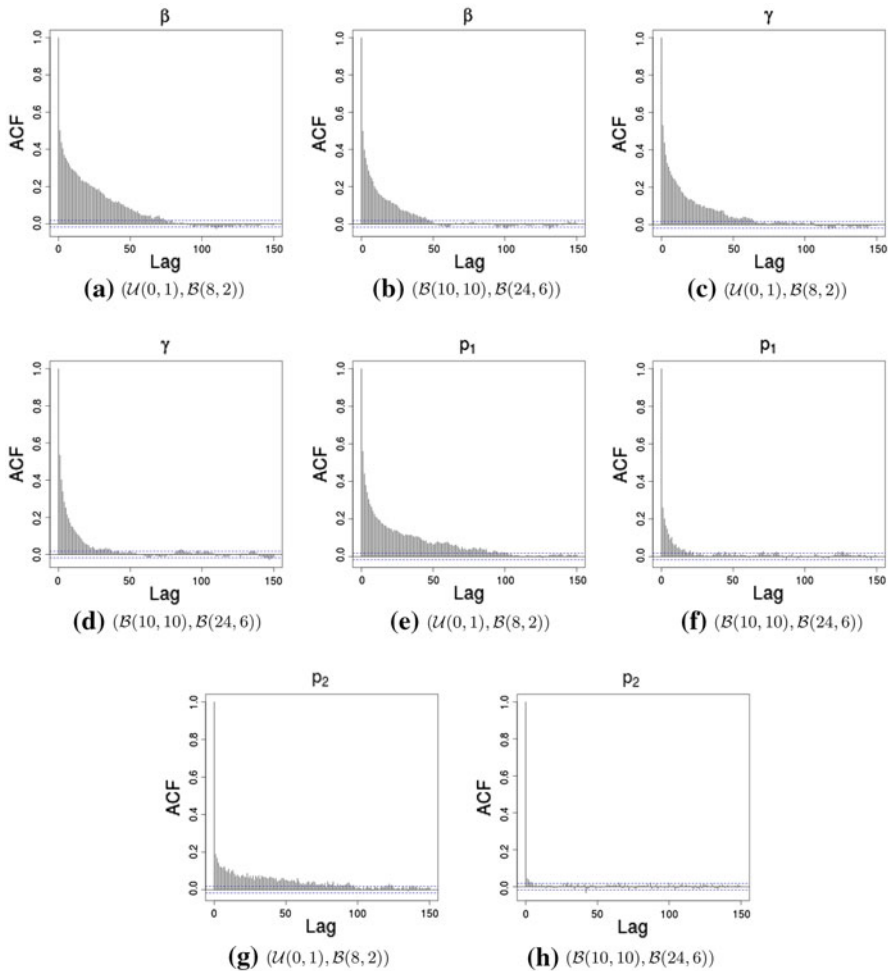 β
β
γ
ACF
0.0 0.2 0.4 0.6 0.8 1.0
0 50 100 150
Lag
ACF
0.0 0.2 0.4 0.6 0.8 1.0
0 50 100 150
Lag
ACF
0.0 0.2 0.4 0.6 0.8 1.0
0 50 100 150
Lag
(a) (𝒰(0, 1), ℬ(8, 2))
(b) (ℬ(10, 10), ℬ(24, 6))
(c) (𝒰(0, 1), ℬ(8, 2))
γ
p₁
p₁
ACF
0.0 0.2 0.4 0.6 0.8 1.0
0 50 100 150
Lag
ACF
0.0 0.2 0.4 0.6 0.8 1.0
0 50 100 150
Lag
ACF
0.0 0.2 0.4 0.6 0.8 1.0
0 50 100 150
Lag
(d) (ℬ(10, 10), ℬ(24, 6))
(e) (𝒰(0, 1), ℬ(8, 2))
(f) (ℬ(10, 10), ℬ(24, 6))
p₂
p₂
ACF
0.0 0.2 0.4 0.6 0.8 1.0
0 50 100 150
Lag
ACF
0.0 0.2 0.4 0.6 0.8 1.0
0 50 100 150
Lag
(g) (𝒰(0, 1), ℬ(8, 2))
(h) (ℬ(10, 10), ℬ(24, 6))